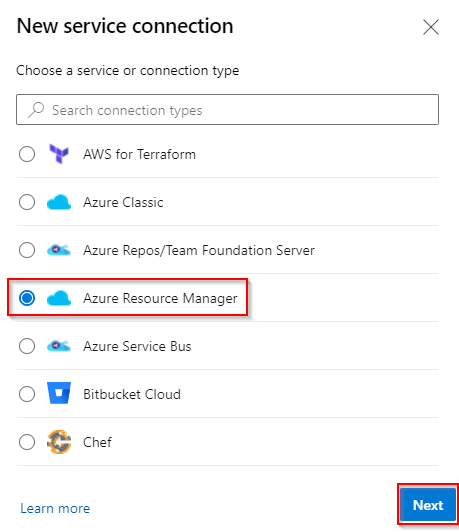 New service connection
Choose a service or connection type
Search connection types
AWS for Terraform
Azure Classic
Azure Repos/Team Foundation Server
Azure Resource Manager
Azure Service Bus
Bitbucket Cloud
Chef
Learn more
Next